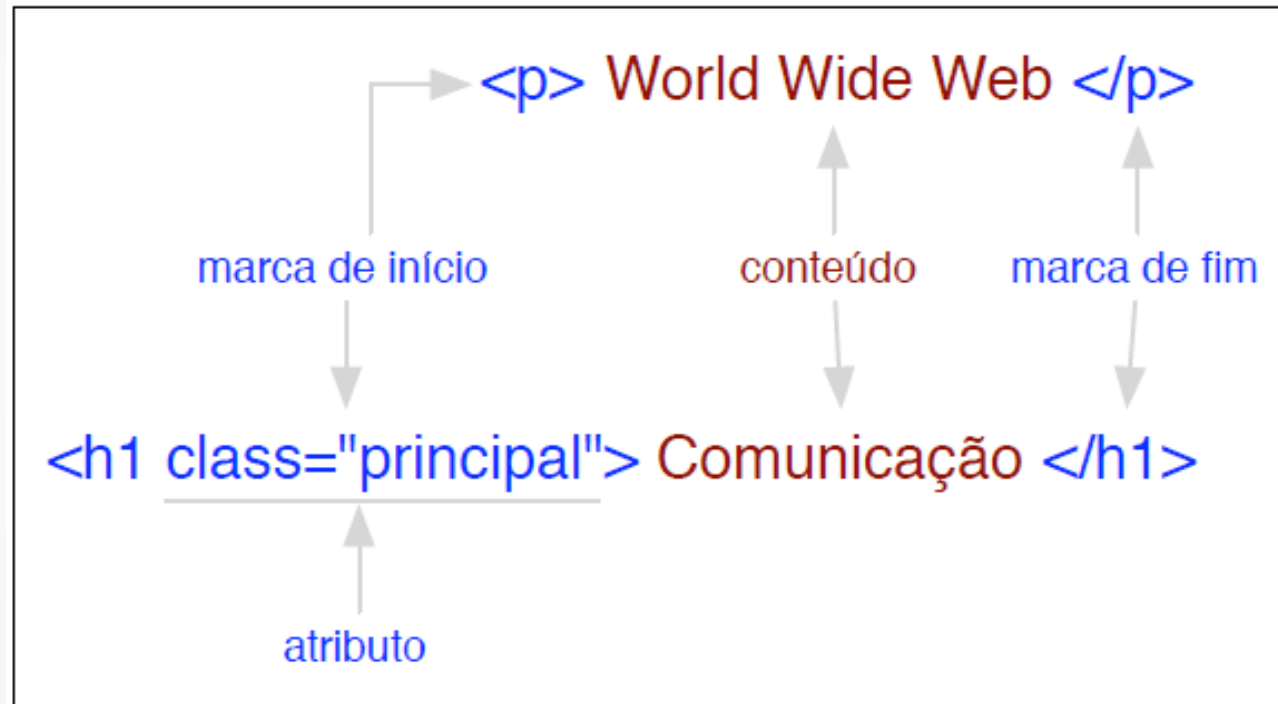 <p> World Wide Web </p>
marca de início conteúdo marca de fim
<h1 class="principal"> Comunicação </h1>
atributo